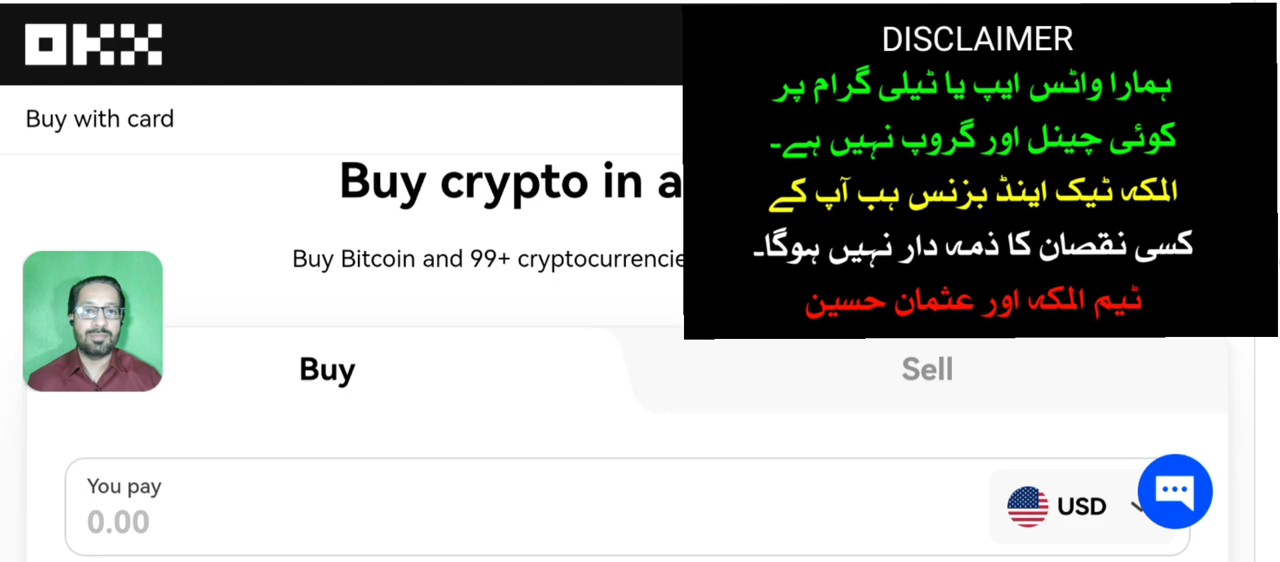 OKX
DISCLAIMER
ہمارا واٹس ایپ یا ٹیلی گرام پر
کوئی چینل اور گروپ نہیں ہے۔
المکہ ٹیک اینڈ بزنس ہب آپ کے
کسی نقصان کا ذمہ دار نہیں ہوگا۔
ٹیم المکہ اور عثمان حسین
Buy with card
Buy crypto in a
Buy Bitcoin and 99+ cryptocurrencie
Buy
Sell
You pay
0.00
USD